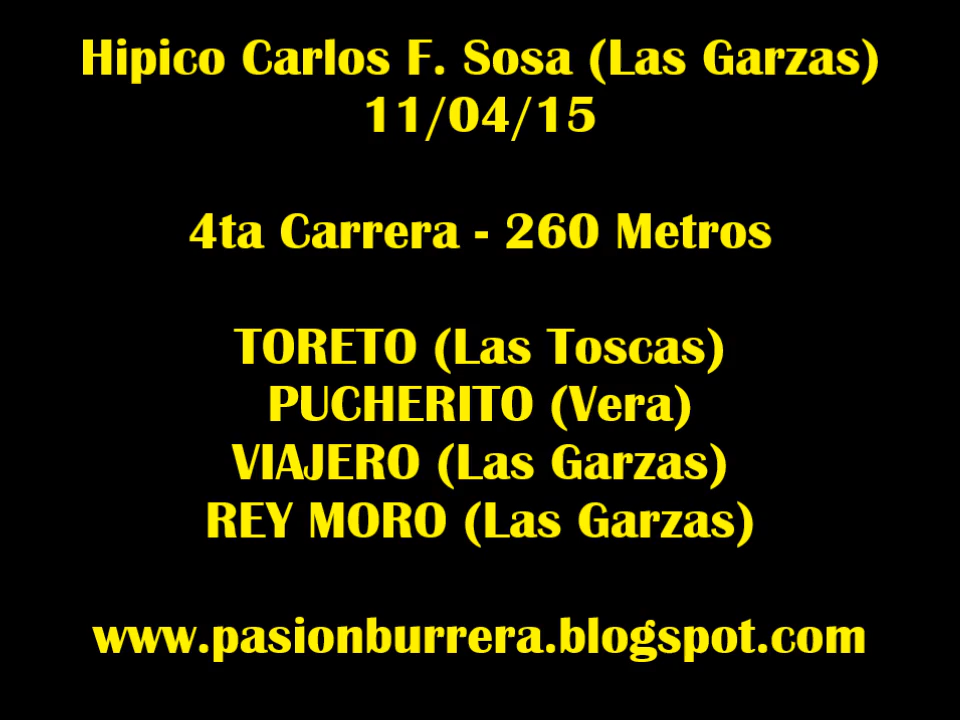 Hipico Carlos F. Sosa (Las Garzas)
11/04/15
4ta Carrera - 260 Metros
TORETO (Las Toscas)
PUCHERITO (Vera)
VIAJERO (Las Garzas)
REY MORO (Las Garzas)
www.pasionburrera.blogspot.com